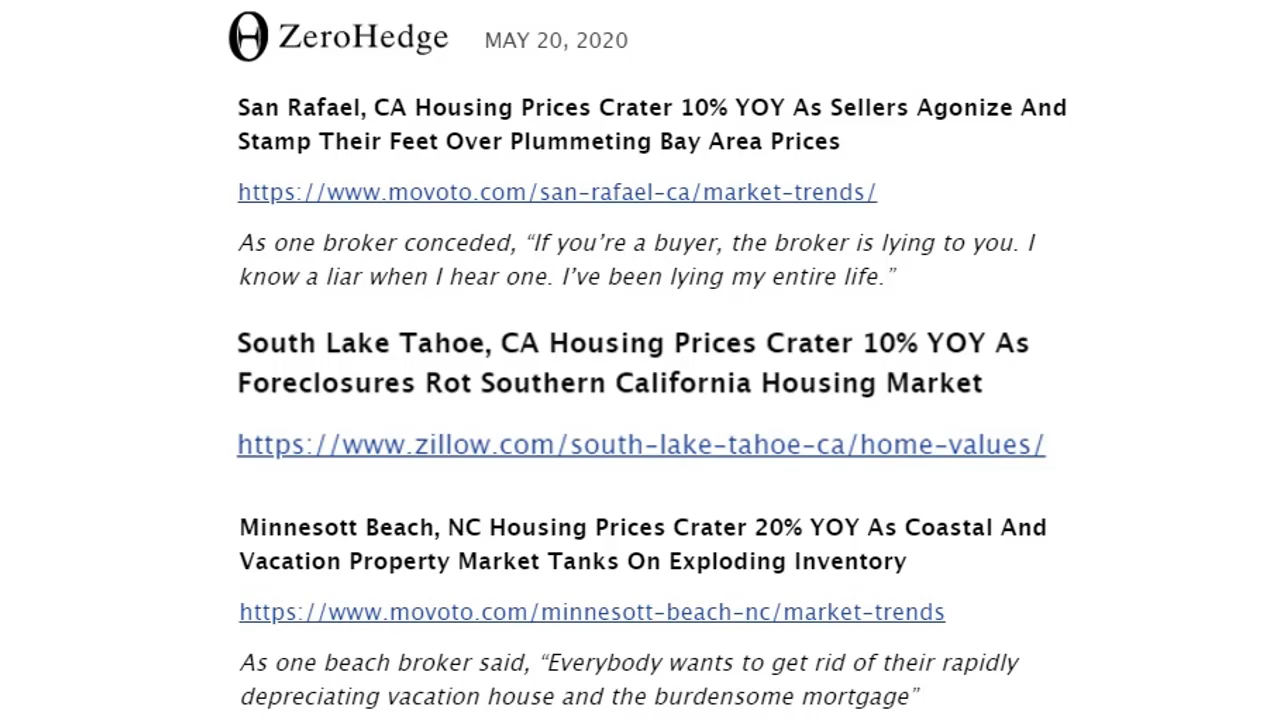 ZeroHedge MAY 20, 2020
San Rafael, CA Housing Prices Crater 10% YOY As Sellers Agonize And
Stamp Their Feet Over Plummeting Bay Area Prices
https://www.movoto.com/san-rafael-ca/market-trends/
As one broker conceded, “If you’re a buyer, the broker is lying to you. I
know a liar when I hear one. I’ve been lying my entire life.”
South Lake Tahoe, CA Housing Prices Crater 10% YOY As
Foreclosures Rot Southern California Housing Market
https://www.zillow.com/south-lake-tahoe-ca/home-values/
Minnesott Beach, NC Housing Prices Crater 20% YOY As Coastal And
Vacation Property Market Tanks On Exploding Inventory
https://www.movoto.com/minnesott-beach-nc/market-trends
As one beach broker said, “Everybody wants to get rid of their rapidly
depreciating vacation house and the burdensome mortgage”